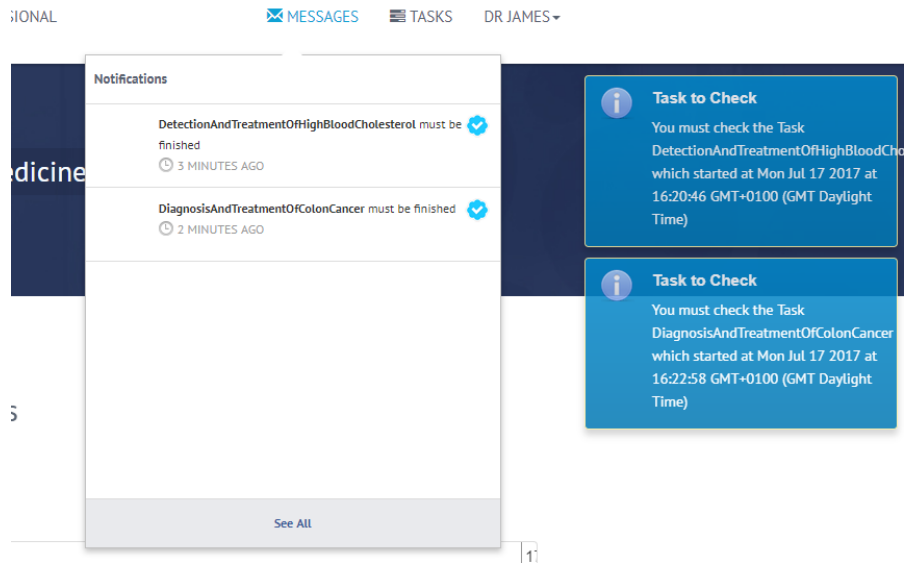 SIONAL
MESSAGES
TASKS
DR JAMES
Notifications
DetectionAndTreatmentOfHighBloodCholesterol must be
finished
3 MINUTES AGO
DiagnosisAndTreatmentOfColonCancer must be finished
2 MINUTES AGO
See All
edicine
s
Task to Check
You must check the Task
DetectionAndTreatmentOfHighBloodCho
which started at Mon Jul 17 2017 at
16:20:46 GMT+0100 (GMT Daylight
Time)
Task to Check
You must check the Task
DiagnosisAndTreatmentOfColonCancer
which started at Mon Jul 17 2017 at
16:22:58 GMT+0100 (GMT Daylight
Time)